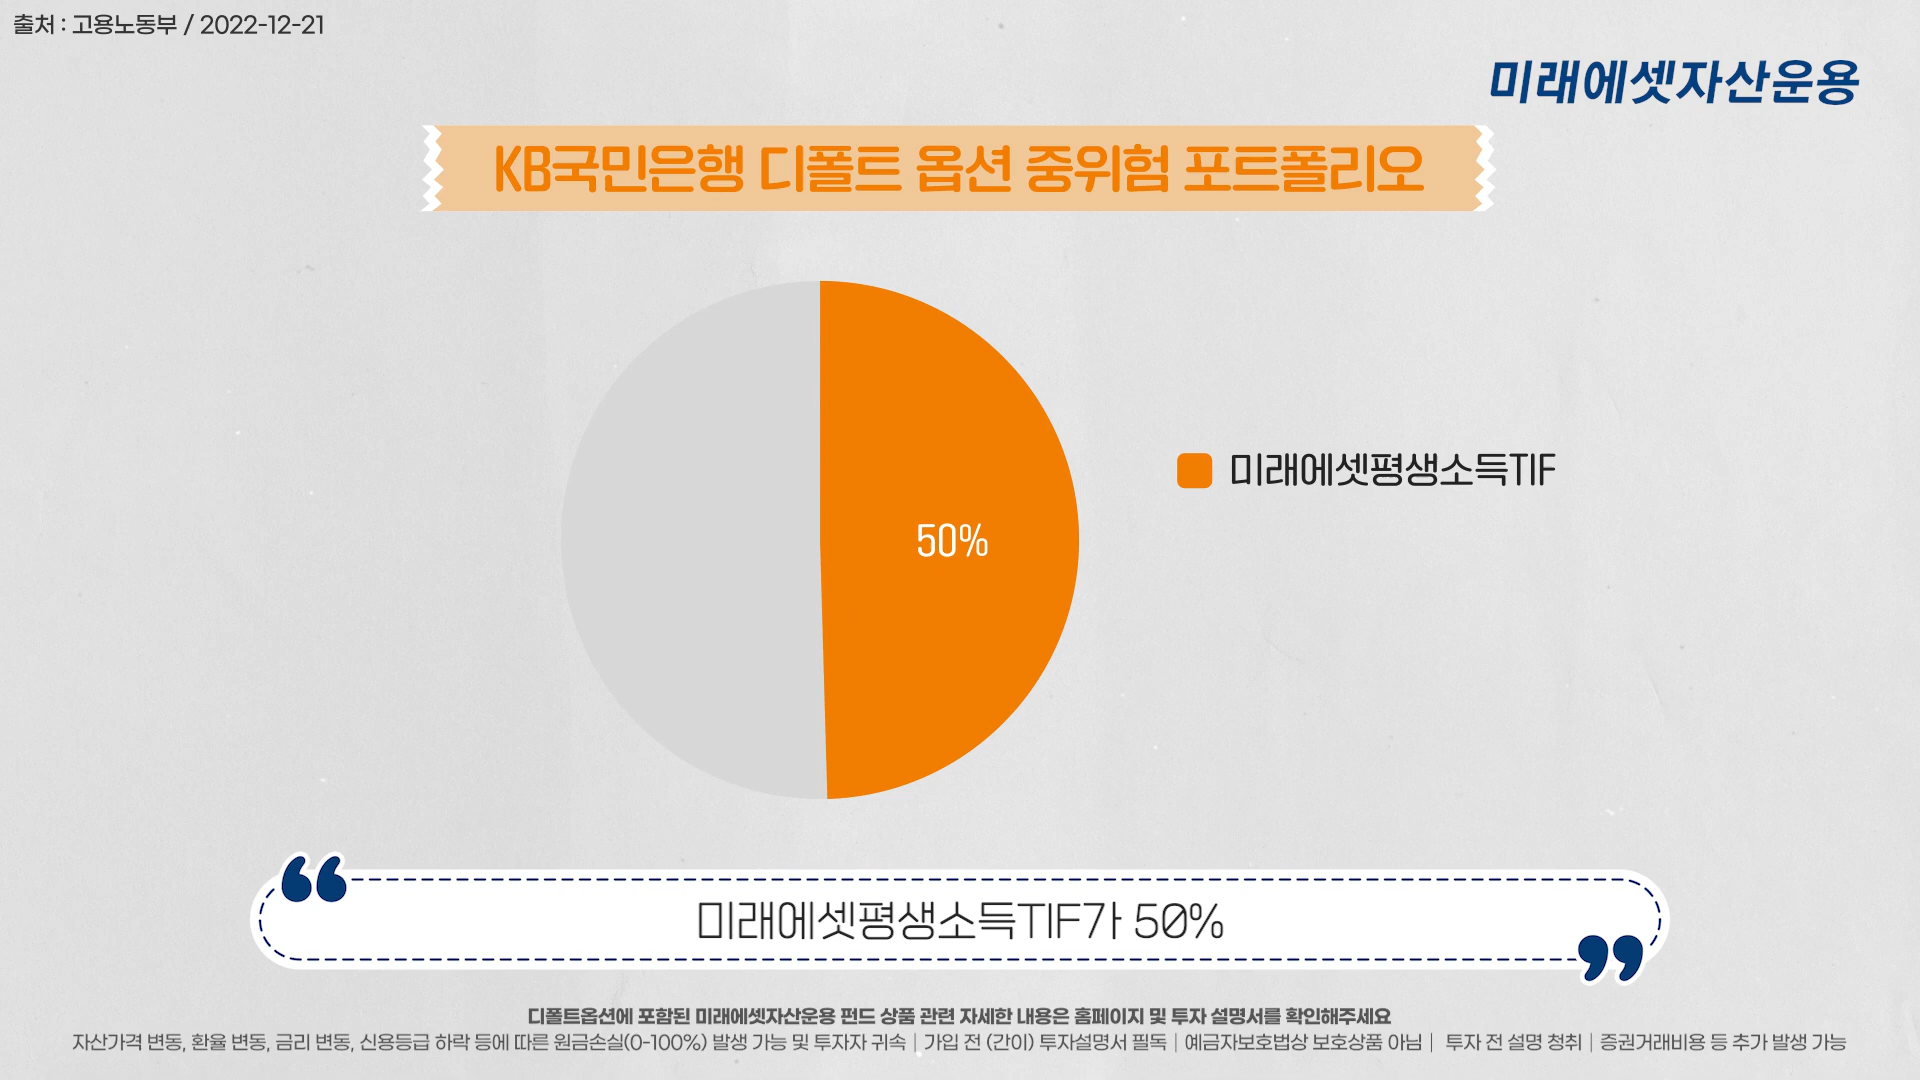 출처 : 고용노동부 / 2022-12-21
미래에셋자산운용
KB국민은행 디폴트 옵션 중위험 포트폴리오
미래에셋평생소득TIF
50%
미래에셋평생소득TIF가 50%
디폴트옵션에 포함된 미래에셋자산운용 펀드 상품 관련 자세한 내용은 홈페이지 및 투자 설명서를 확인해주세요
자산가격 변동, 환율 변동, 금리 변동, 신용등급 하락 등에 따른 원금손실(0-100%) 발생 가능 및 투자자 귀속 | 가입 전 (간이) 투자설명서 필독 | 예금자보호법상 보호상품 아님 | 투자 전 설명 청취 | 증권거래비용 등 추가 발생 가능